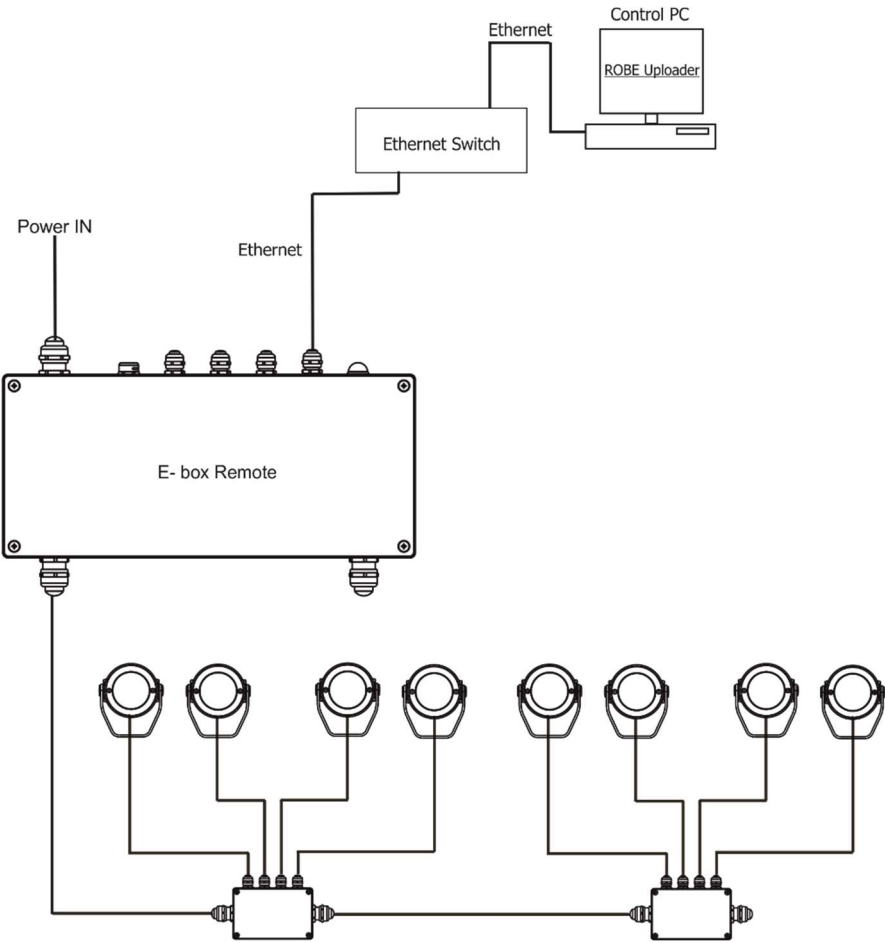 Control PC
Ethernet
ROBE Uploader
Ethernet Switch
Power IN
Ethernet
E- box Remote